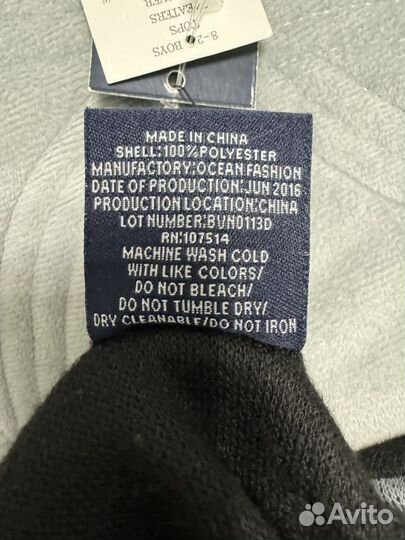 8-2 BOYS
TOPS
MADE IN CHINA
SHELL:100%POLYESTER
MANUFACTORY:OCEAN FASHION
DATE OF PRODUCTION:JUN 2016
PRODUCTION LOCATION:CHINA
LOT NUMBER:BVN0113D
RN:107514
MACHINE WASH COLD
WITH LIKE COLORS/
DO NOT BLEACH/
DO NOT TUMBLE DRY/
DRY CLEANABLE/DO NOT IRON
Avito